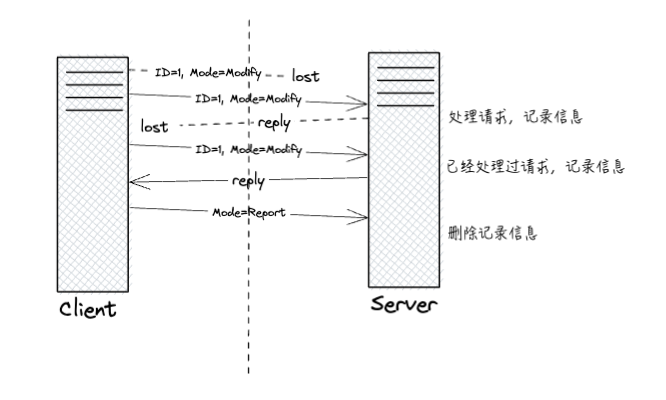 ID=1, Mode=Modify
lost
ID=1, Mode=Modify
处理请求，记录信息
lost
reply
ID=1, Mode=Modify
已经处理过请求，记录信息
reply
Mode=Report
删除记录信息
Client
Server